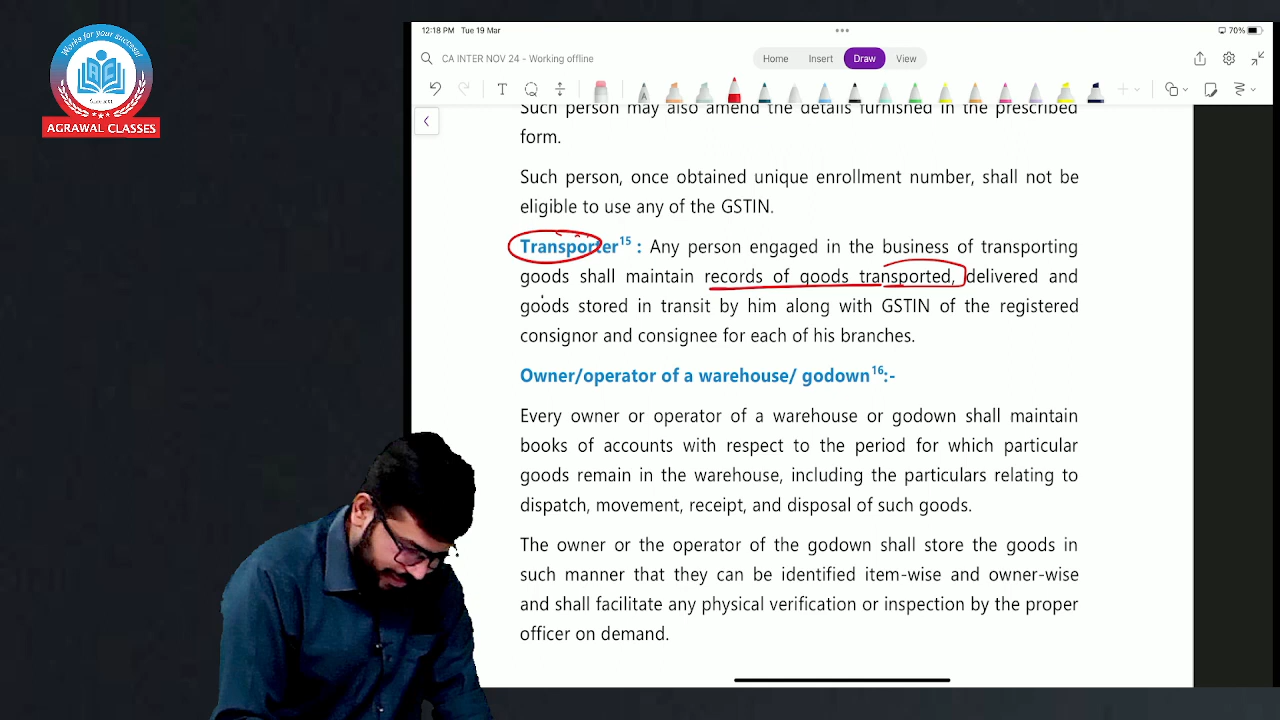 Works for your success!
AGRAWAL CLASSES
12:18 PM Tue 19 Mar
70%
CA INTER NOV 24 - Working offline
Home Insert Draw View
Such person may also amend the details furnished in the prescribed
form.
Such person, once obtained unique enrollment number, shall not be
eligible to use any of the GSTIN.
Transporter15 : Any person engaged in the business of transporting
goods shall maintain records of goods transported, delivered and
goods stored in transit by him along with GSTIN of the registered
consignor and consignee for each of his branches.
Owner/operator of a warehouse/ godown16:-
Every owner or operator of a warehouse or godown shall maintain
books of accounts with respect to the period for which particular
goods remain in the warehouse, including the particulars relating to
dispatch, movement, receipt, and disposal of such goods.
The owner or the operator of the godown shall store the goods in
such manner that they can be identified item-wise and owner-wise
and shall facilitate any physical verification or inspection by the proper
officer on demand.